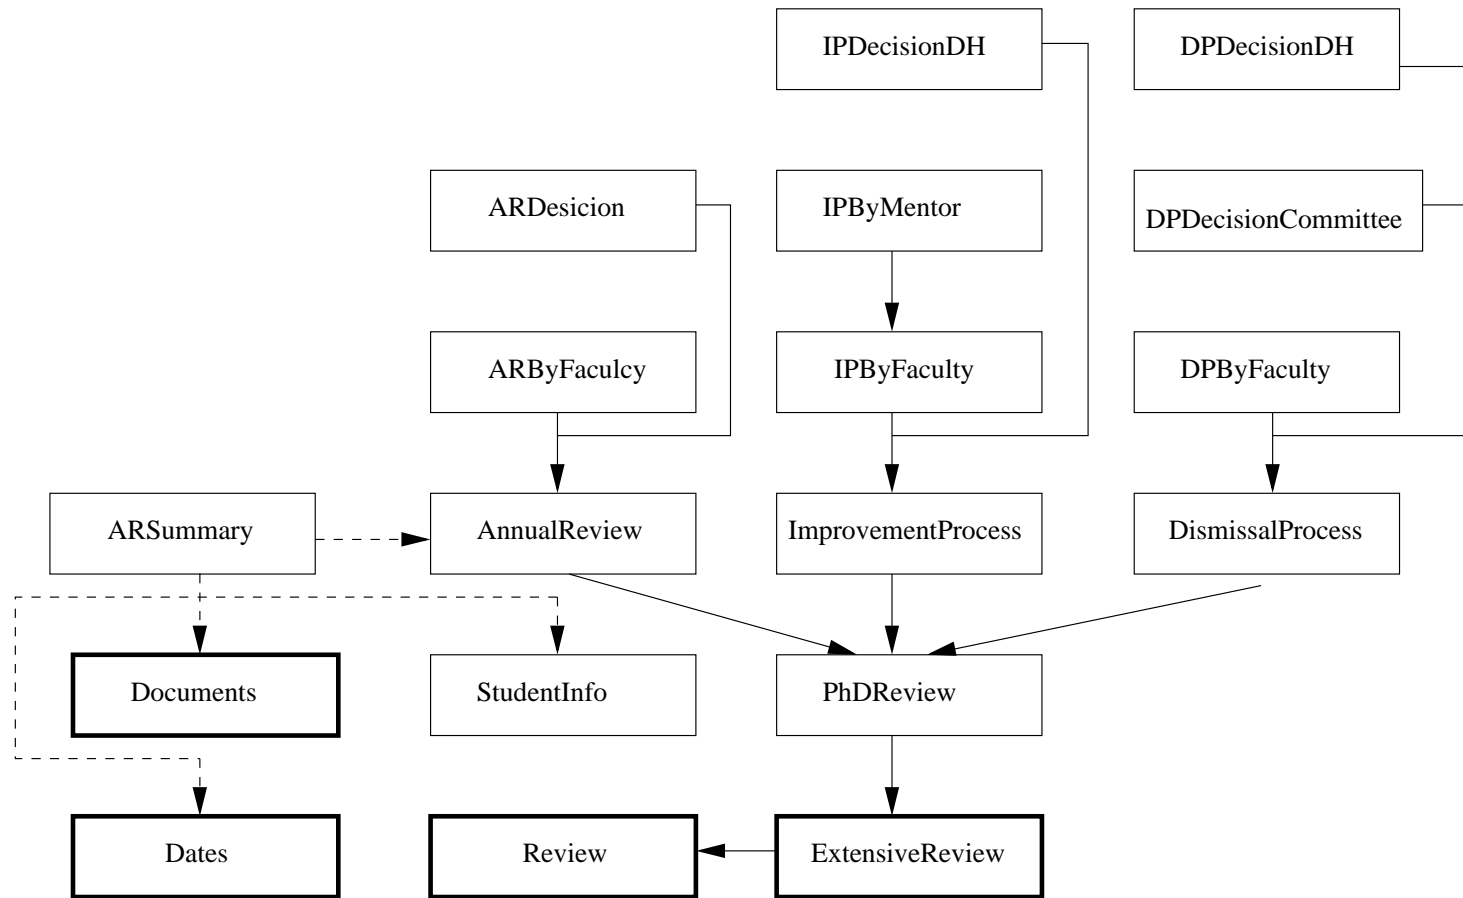 IPDecisionDH
DPDecisionDH
ARDesicion
IPByMentor
DPDecisionCommittee
ARByFaculcy
IPByFaculty
DPByFaculty
ARSummary
AnnualReview
ImprovementProcess
DismissalProcess
Documents
StudentInfo
PhDReview
Dates
Review
ExtensiveReview